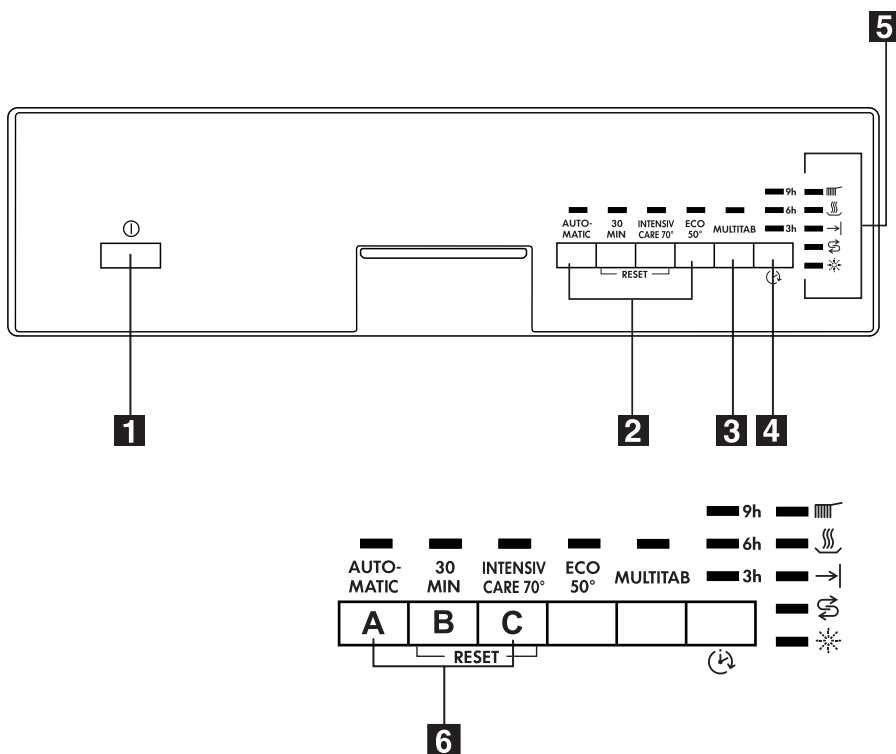 5
9h
6h
AUTO-
MATIC
30
MIN
INTENSIV
CARE 70°
ECO
50°
MULTITAB
3h
RESET
1
2
3
4
9h
6h
AUTO-
MATIC
30
MIN
INTENSIV
CARE 70°
ECO
50°
MULTITAB
3h
A
B
C
RESET
6